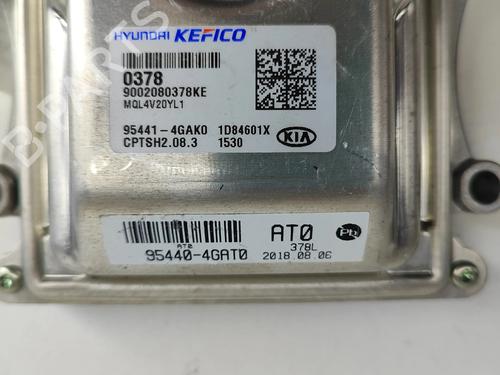 HYUNDAI KEFICO
0378
9002080378KE
MQL4V20YL1
95441-4GAK0 1D84601X
CPTSH2.08.3 1530 KIA
AT0
95440-4GAT0
AT0
378L
2018.08.06
Pb
B-PARTS